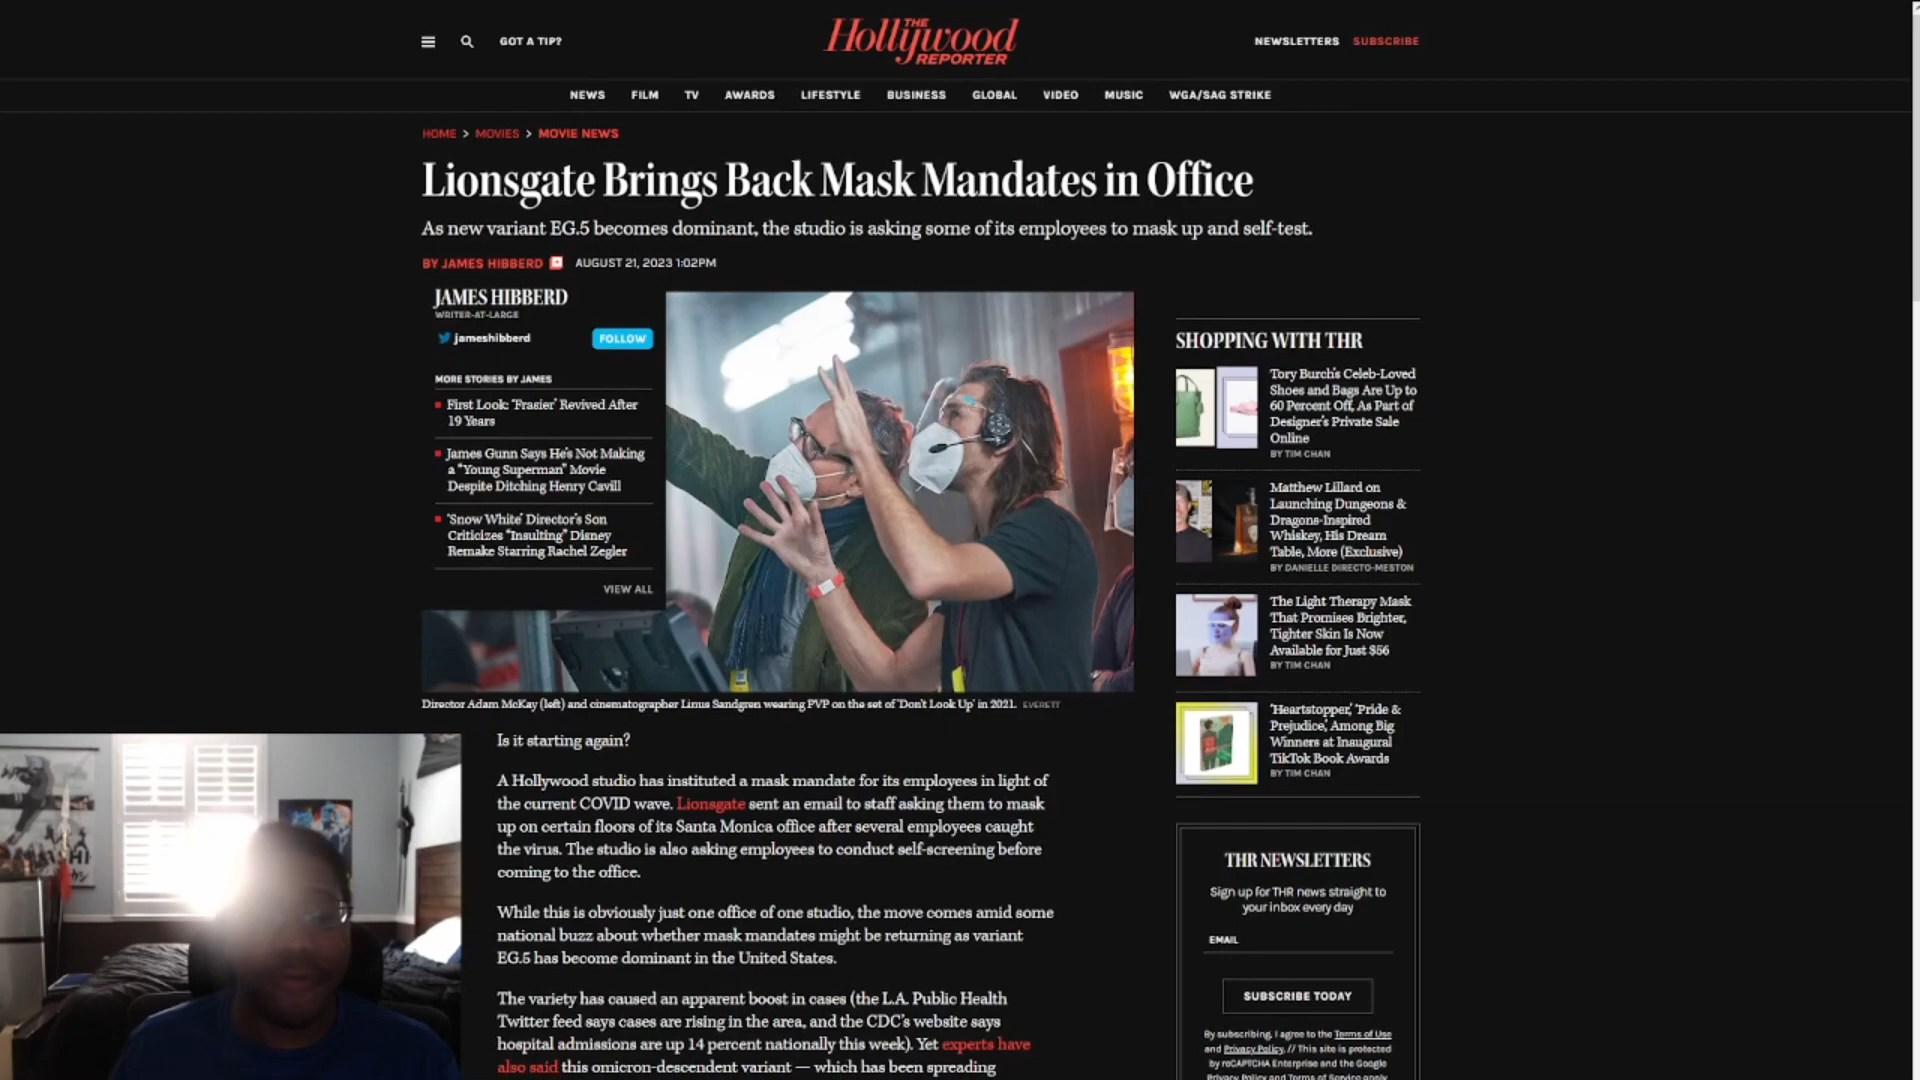 GOT A TIP?
THE
Hollywood
REPORTER
NEWSLETTERS SUBSCRIBE
NEWS FILM TV AWARDS LIFESTYLE BUSINESS GLOBAL VIDEO MUSIC WGA/SAG STRIKE
HOME > MOVIES > MOVIE NEWS
Lionsgate Brings Back Mask Mandates in Office
As new variant EG.5 becomes dominant, the studio is asking some of its employees to mask up and self-test.
BY JAMES HIBBERD AUGUST 21, 2023 1:02PM
JAMES HIBBERD
WRITER-AT-LARGE
jameshibberd FOLLOW
MORE STORIES BY JAMES
First Look: 'Frasier' Revived After
19 Years
James Gunn Says He's Not Making
a "Young Superman" Movie
Despite Ditching Henry Cavill
'Snow White' Director's Son
Criticizes "Insulting" Disney
Remake Starring Rachel Zegler
VIEW ALL
Director Adam McKay (left) and cinematographer Linus Sandgren wearing PVP on the set of 'Don't Look Up' in 2021. EVERETT
Is it starting again?
A Hollywood studio has instituted a mask mandate for its employees in light of
the current COVID wave. Lionsgate sent an email to staff asking them to mask
up on certain floors of its Santa Monica office after several employees caught
the virus. The studio is also asking employees to conduct self-screening before
coming to the office.
While this is obviously just one office of one studio, the move comes amid some
national buzz about whether mask mandates might be returning as variant
EG.5 has become dominant in the United States.
The variety has caused an apparent boost in cases (the L.A. Public Health
Twitter feed says cases are rising in the area, and the CDC's website says
hospital admissions are up 14 percent nationally this week). Yet experts have
also said this omicron-descendent variant — which has been spreading
SHOPPING WITH THR
Tory Burch's Celeb-Loved
Shoes and Bags Are Up to
60 Percent Off, As Part of
Designer's Private Sale
Online
BY TIM CHAN
Matthew Lillard on
Launching Dungeons &
Dragons-Inspired
Whiskey, His Dream
Table, More (Exclusive)
BY DANIELLE DIRECTO-MESTON
The Light Therapy Mask
That Promises Brighter,
Tighter Skin Is Now
Available for Just $56
BY TIM CHAN
'Heartstopper,' 'Pride &
Prejudice,' Among Big
Winners at Inaugural
TikTok Book Awards
BY TIM CHAN
THR NEWSLETTERS
Sign up for THR news straight to
your inbox every day
EMAIL
SUBSCRIBE TODAY
By subscribing, I agree to the Terms of Use
and Privacy Policy. // This site is protected
by reCAPTCHA Enterprise and the Google
Privacy Policy and Terms of Service apply.